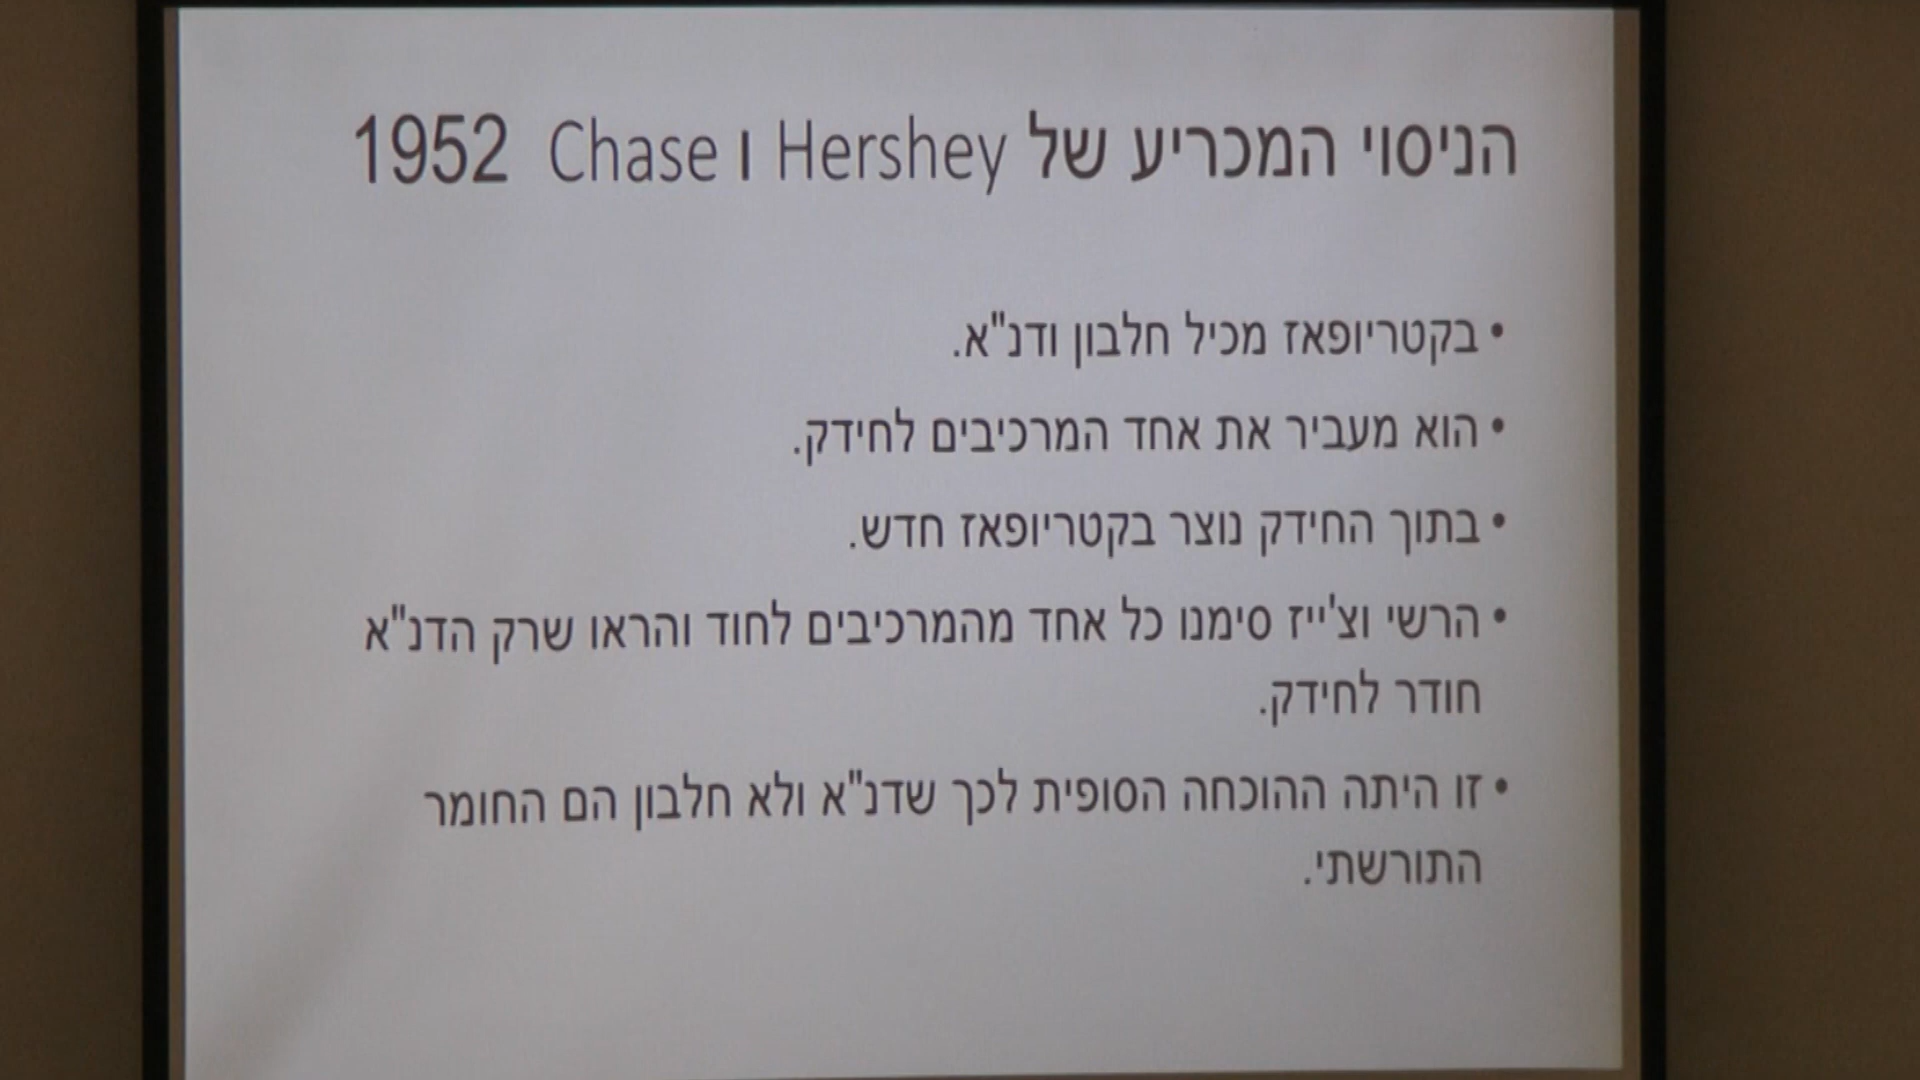 הניסוי המכריע של Hershey ו Chase 1952
• בקטריופאז מכיל חלבון ודנ"א.
• הוא מעביר את אחד המרכיבים לחידק.
• בתוך החידק נוצר בקטריופאז חדש.
• הרשי וצ'ייז סימנו כל אחד מהמרכיבים לחוד והראו שרק הדנ"א
חודר לחידק.
• זו היתה ההוכחה הסופית לכך שדנ"א ולא חלבון הם החומר
התורשתי.